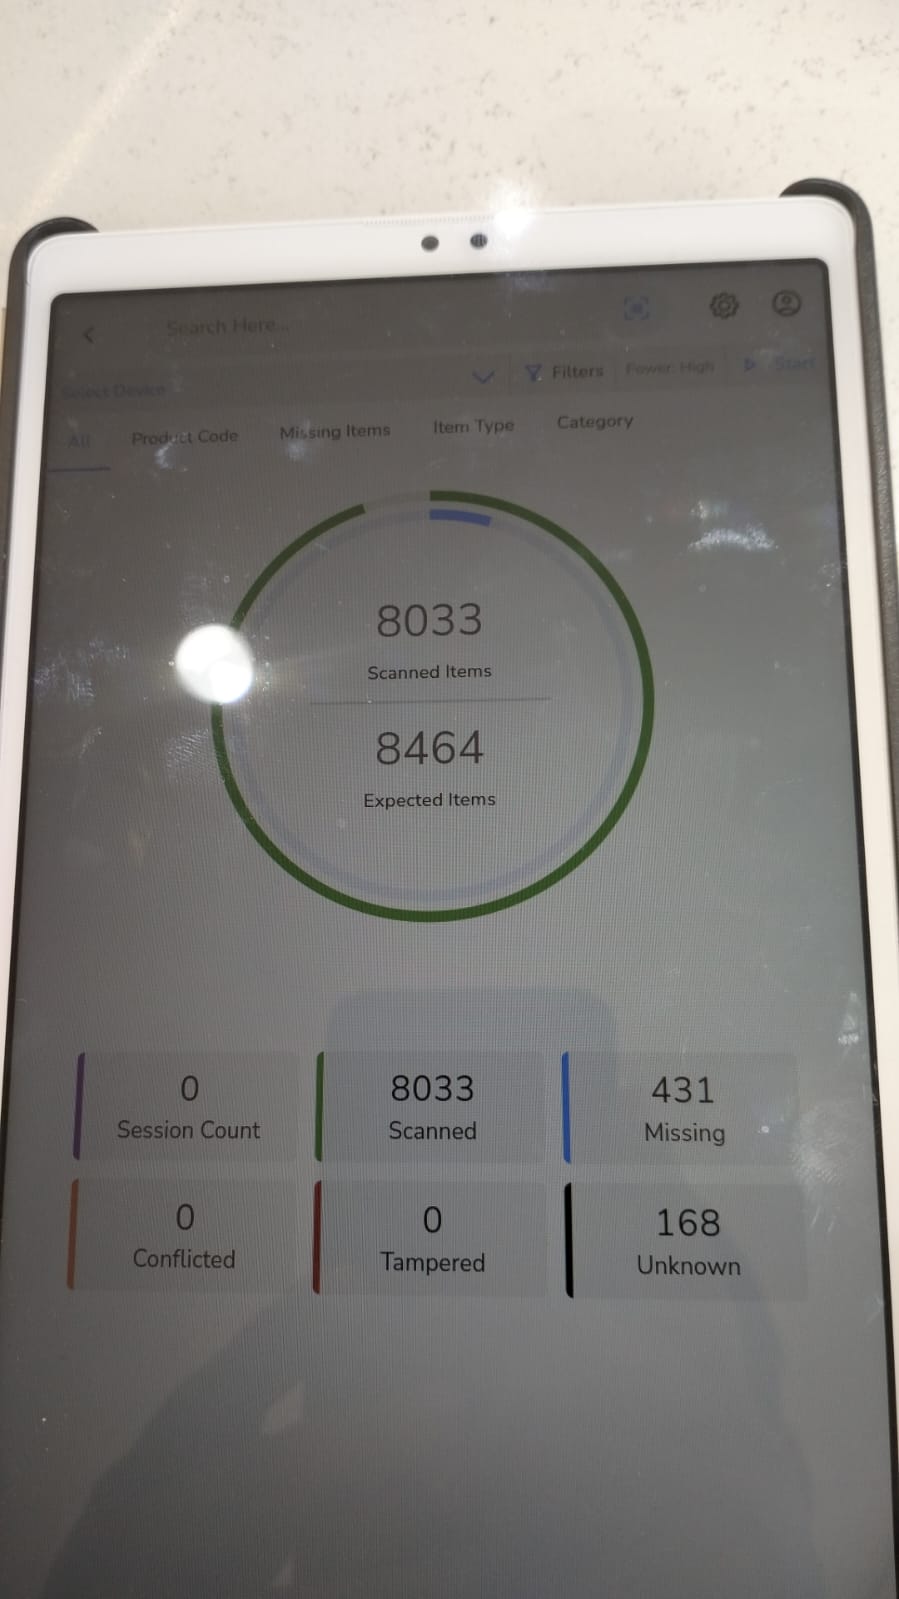 Search Here...
Select Device
Filters
Power: High
Start
All
Product Code
Missing Items
Item Type
Category
8033
Scanned Items
8464
Expected Items
0
Session Count
8033
Scanned
431
Missing
0
Conflicted
0
Tampered
168
Unknown